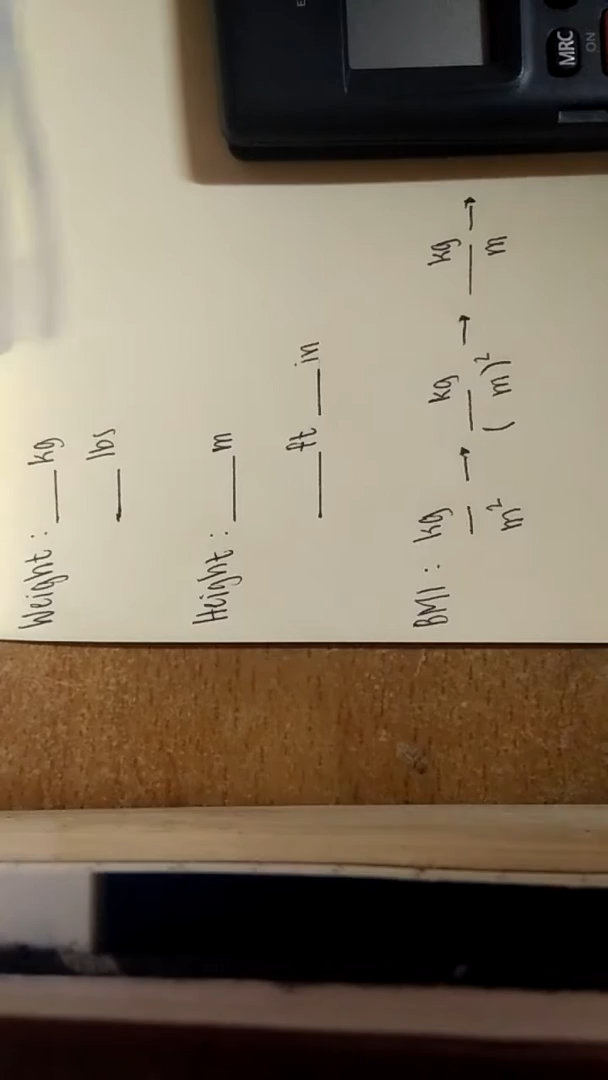 Weight: ___ kg
___ lbs
Height: ___ m
___ ft ___ in
BMI: kg/m² → kg/( m)² → kg/m →
MRC
ON